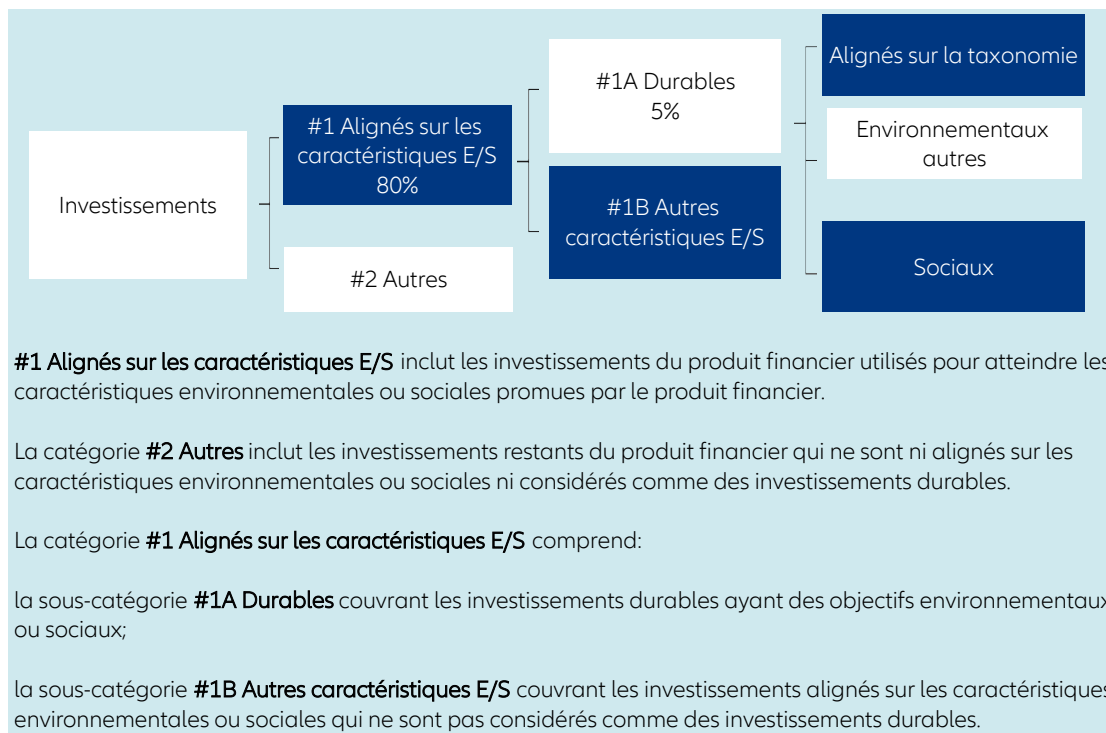 Investissements
#1 Alignés sur les
caractéristiques E/S
80%
#2 Autres
#1A Durables
5%
#1B Autres
caractéristiques E/S
Alignés sur la taxonomie
Environnementaux
autres
Sociaux
#1 Alignés sur les caractéristiques E/S inclut les investissements du produit financier utilisés pour atteindre les
caractéristiques environnementales ou sociales promues par le produit financier.
La catégorie #2 Autres inclut les investissements restants du produit financier qui ne sont ni alignés sur les
caractéristiques environnementales ou sociales ni considérés comme des investissements durables.
La catégorie #1 Alignés sur les caractéristiques E/S comprend:
la sous-catégorie #1A Durables couvrant les investissements durables ayant des objectifs environnementaux
ou sociaux;
la sous-catégorie #1B Autres caractéristiques E/S couvrant les investissements alignés sur les caractéristiques
environnementales ou sociales qui ne sont pas considérés comme des investissements durables.